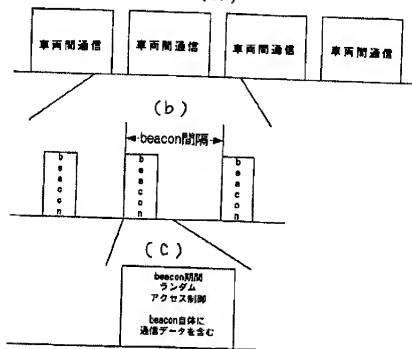 車両間通信 車両間通信 車両間通信 車両間通信
(b)
beacon間隔
beacon beacon beacon
(C)
beacon期間
ランダム
アクセス制御
beacon自体に
通信データを含む